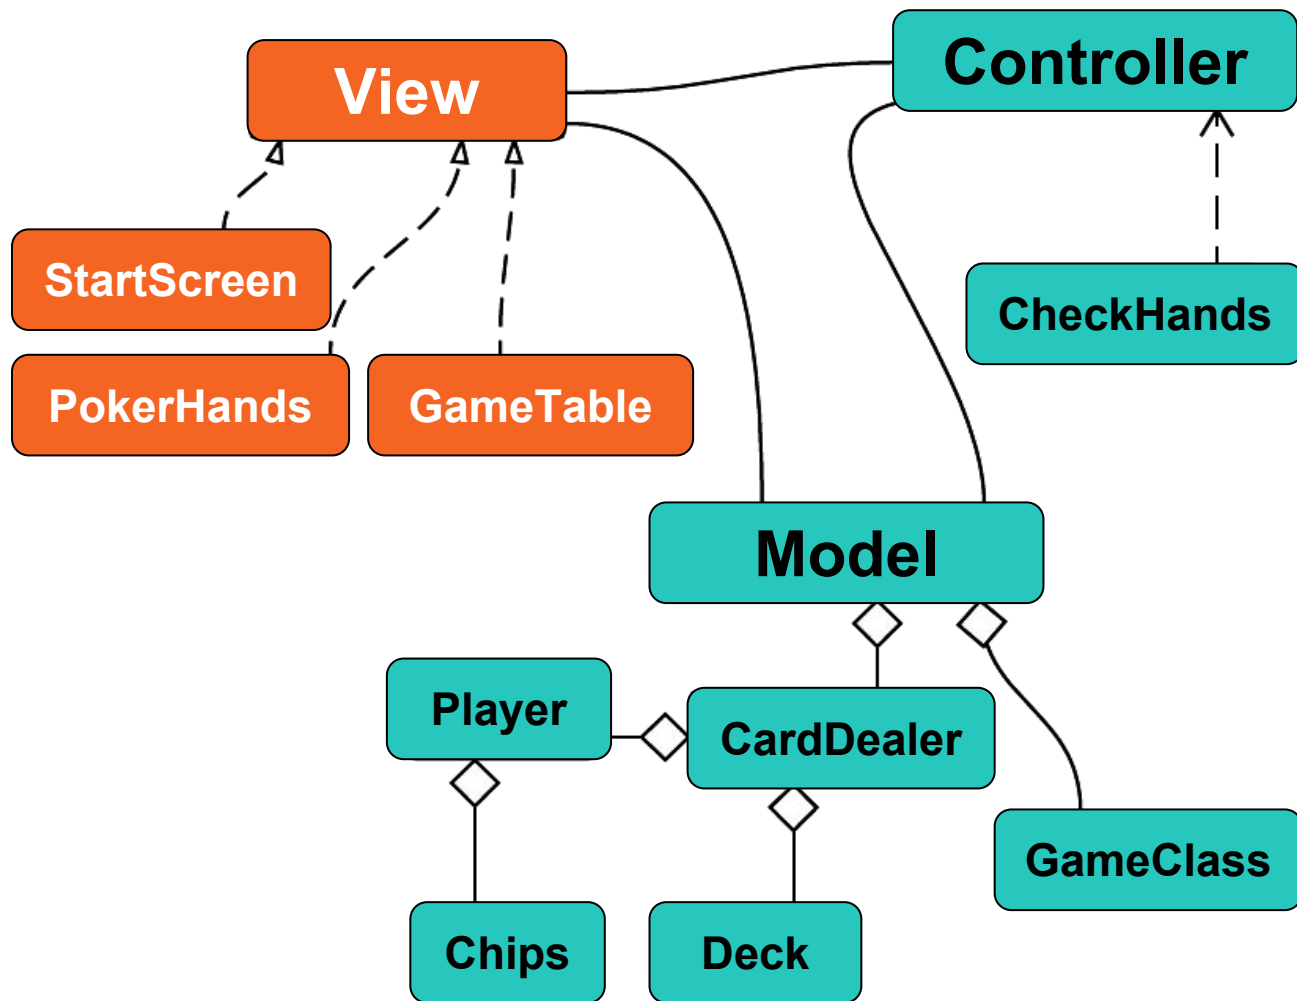 View
Controller
StartScreen
CheckHands
PokerHands
GameTable
Model
Player
CardDealer
GameClass
Chips
Deck